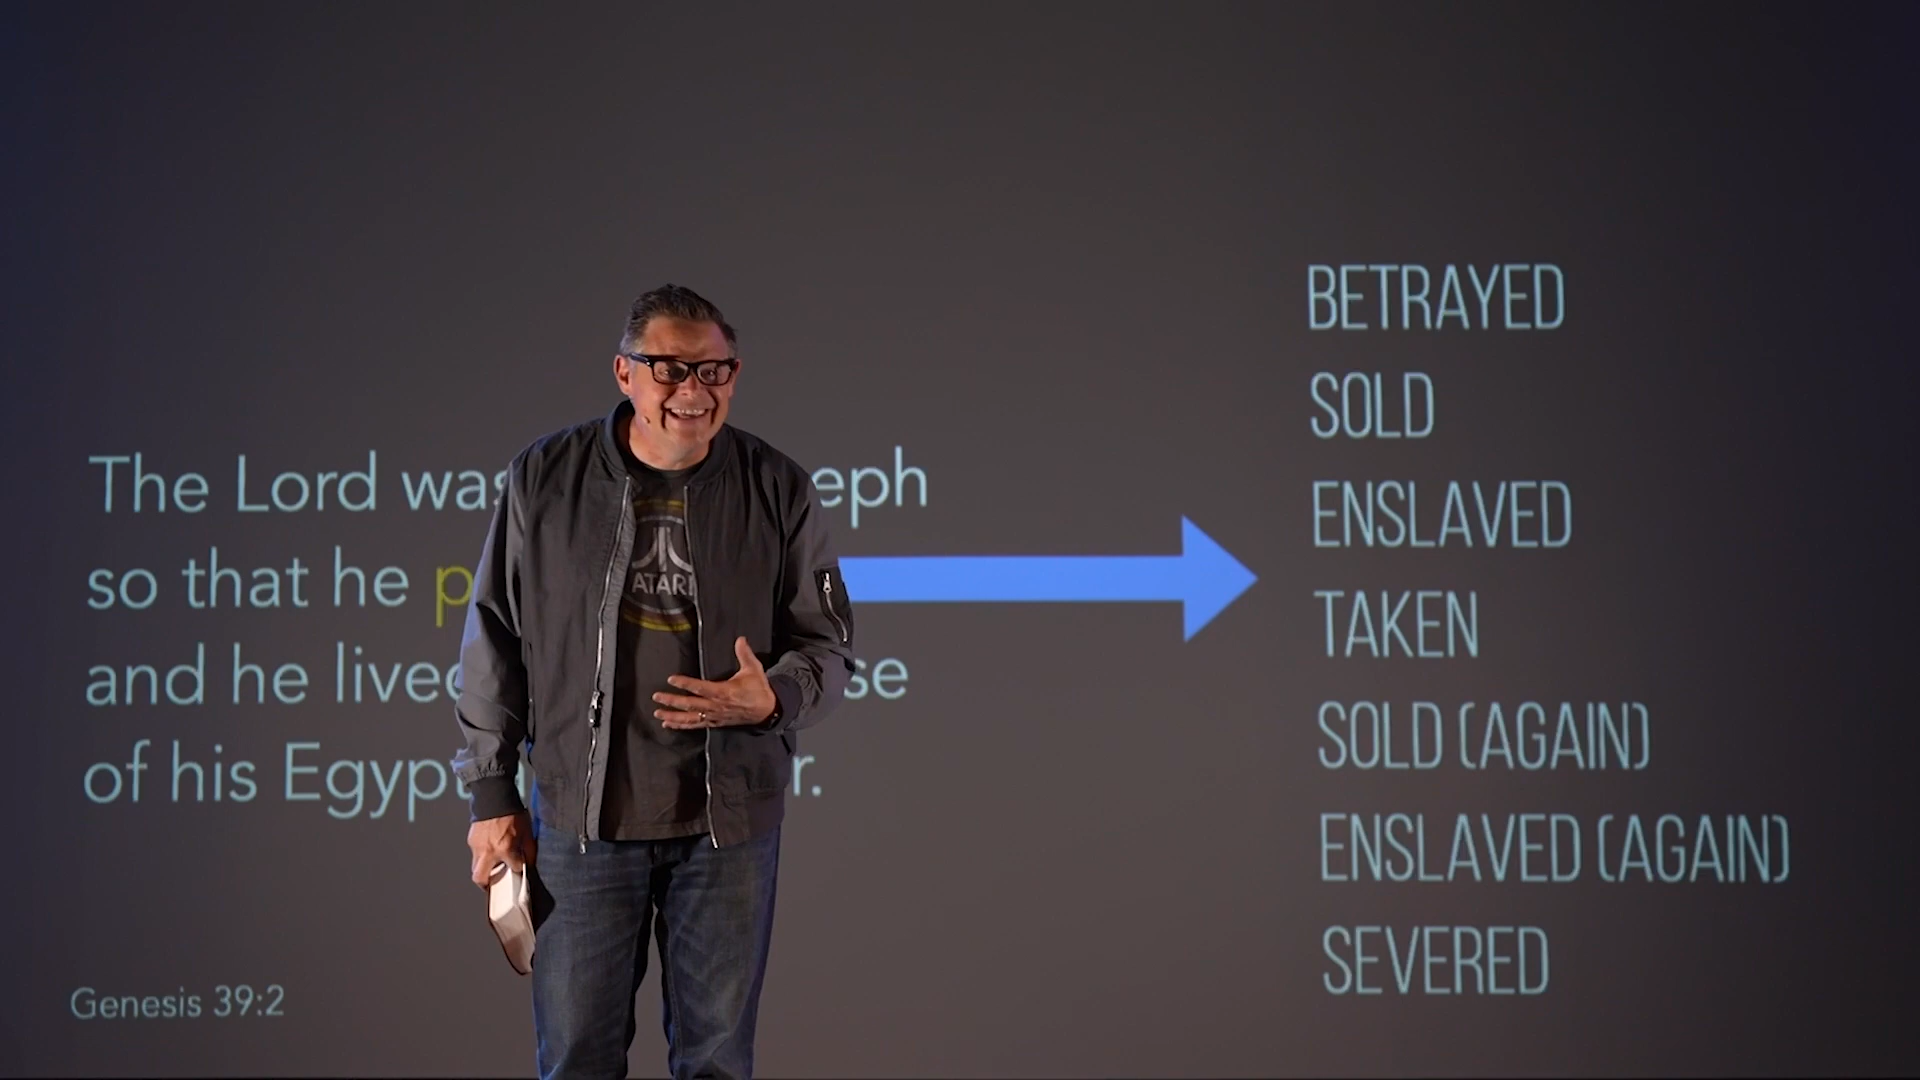 The Lord was eph
so that he p
and he lived se
of his Egypt r.
Genesis 39:2
ATARI
BETRAYED
SOLD
ENSLAVED
TAKEN
SOLD (AGAIN)
ENSLAVED (AGAIN)
SEVERED